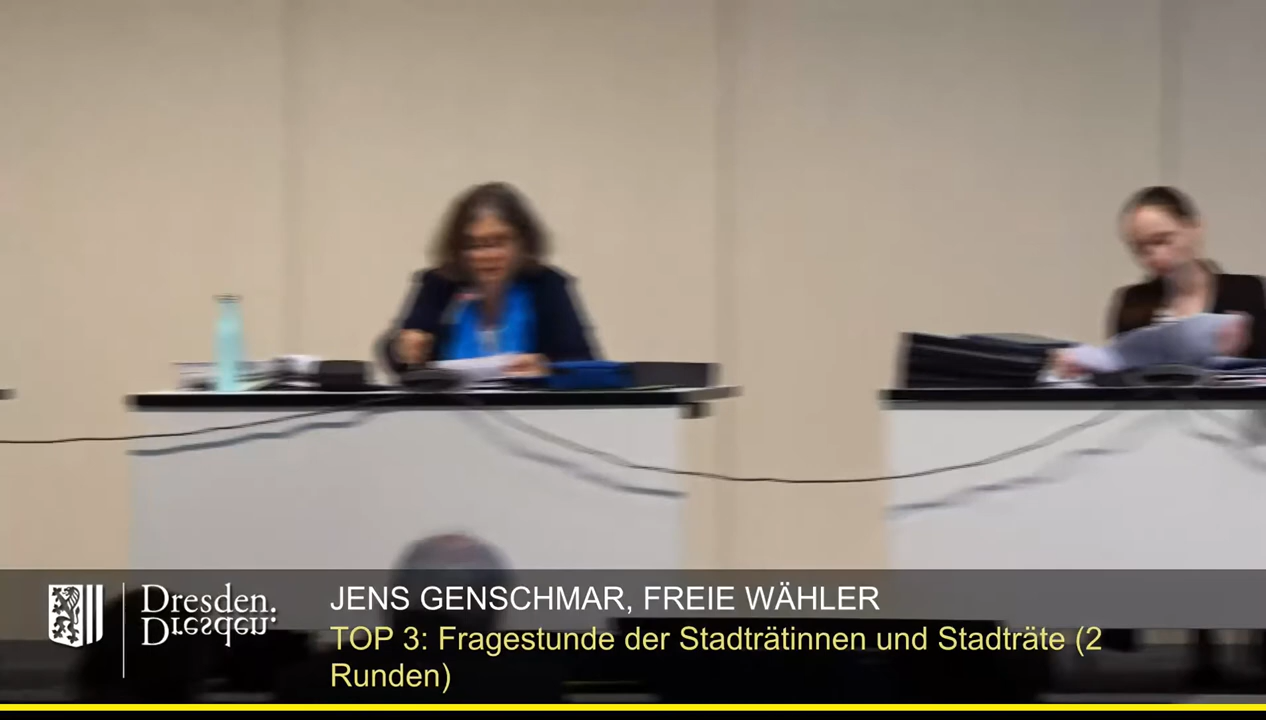 Dresden.
Dresden.
JENS GENSCHMAR, FREIE WÄHLER
TOP 3: Fragestunde der Stadträtinnen und Stadträte (2
Runden)